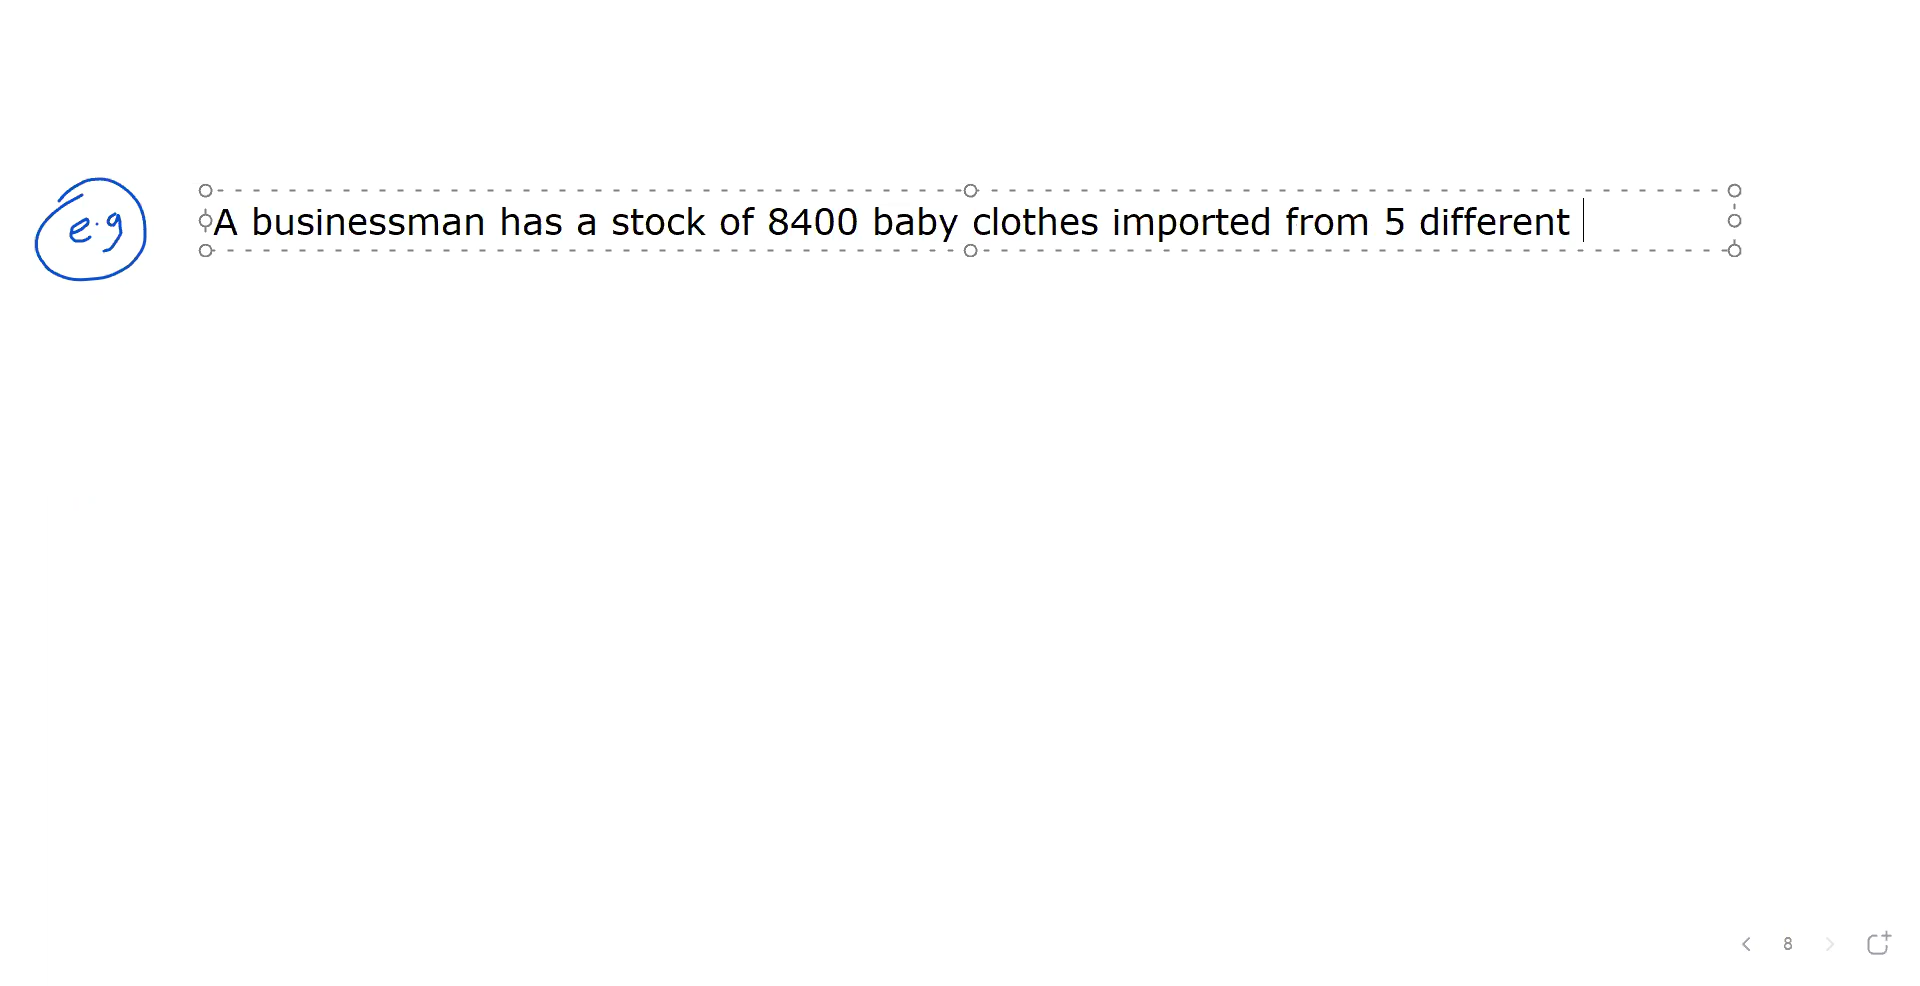 e.g
A businessman has a stock of 8400 baby clothes imported from 5 different
8